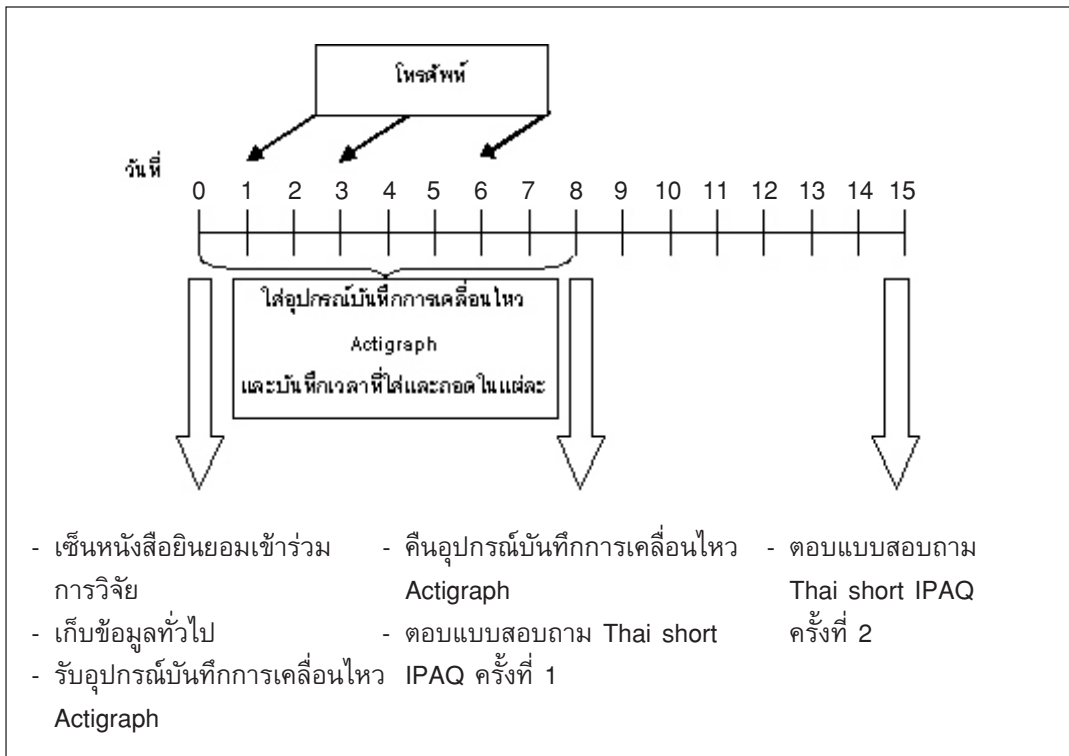 โทรศัพท์
วันที่
0 1 2 3 4 5 6 7 8 9 10 11 12 13 14 15
ใส่อุปกรณ์บันทึกการเคลื่อนไหว
Actigraph
และบันทึกเวลาที่ใส่และถอดในแต่ละ
- เซ็นหนังสือยินยอมเข้าร่วม
การวิจัย
- เก็บข้อมูลทั่วไป
- รับอุปกรณ์บันทึกการเคลื่อนไหว
Actigraph
- คืนอุปกรณ์บันทึกการเคลื่อนไหว
Actigraph
- ตอบแบบสอบถาม Thai short
IPAQ ครั้งที่ 1
- ตอบแบบสอบถาม
Thai short IPAQ
ครั้งที่ 2